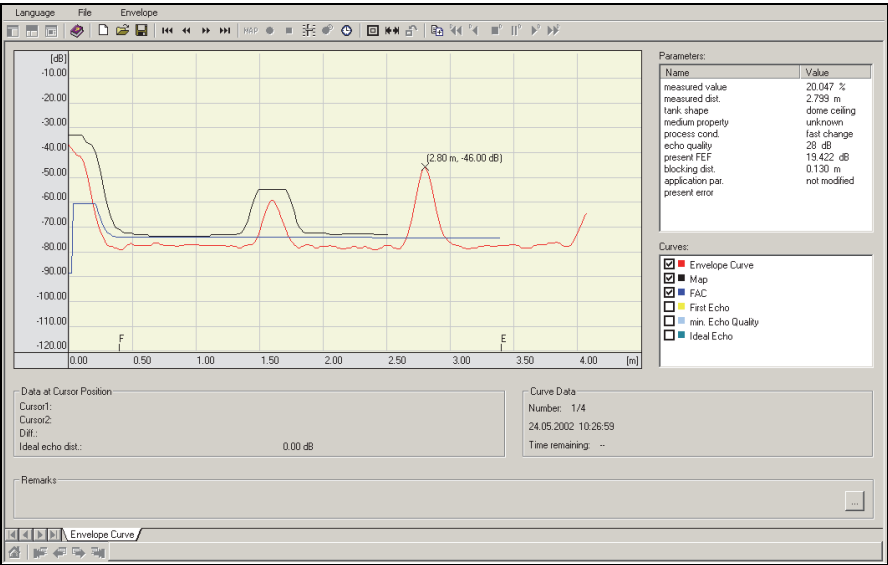 Language File Envelope
MAP
[dB]
-10.00
-20.00
-30.00
-40.00
-50.00
-60.00
-70.00
-80.00
-90.00
-100.00
-110.00
-120.00
(2.80 m, -46.00 dB)
F
E
0.00 0.50 1.00 1.50 2.00 2.50 3.00 3.50 4.00 [m]
Parameters:
Name Value
measured value 20.047 %
measured dist. 2.799 m
tank shape dome ceiling
medium property unknown
process cond. fast change
echo quality 28 dB
present FEF 19.422 dB
blocking dist. 0.130 m
application par. not modified
present error
Curves:
Envelope Curve
Map
FAC
First Echo
min. Echo Quality
Ideal Echo
Data at Cursor Position
Cursor1:
Cursor2:
Diff.:
Ideal echo dist.: 0.00 dB
Curve Data
Number: 1/4
24.05.2002 10:26:59
Time remaining: --
Remarks
...
Envelope Curve